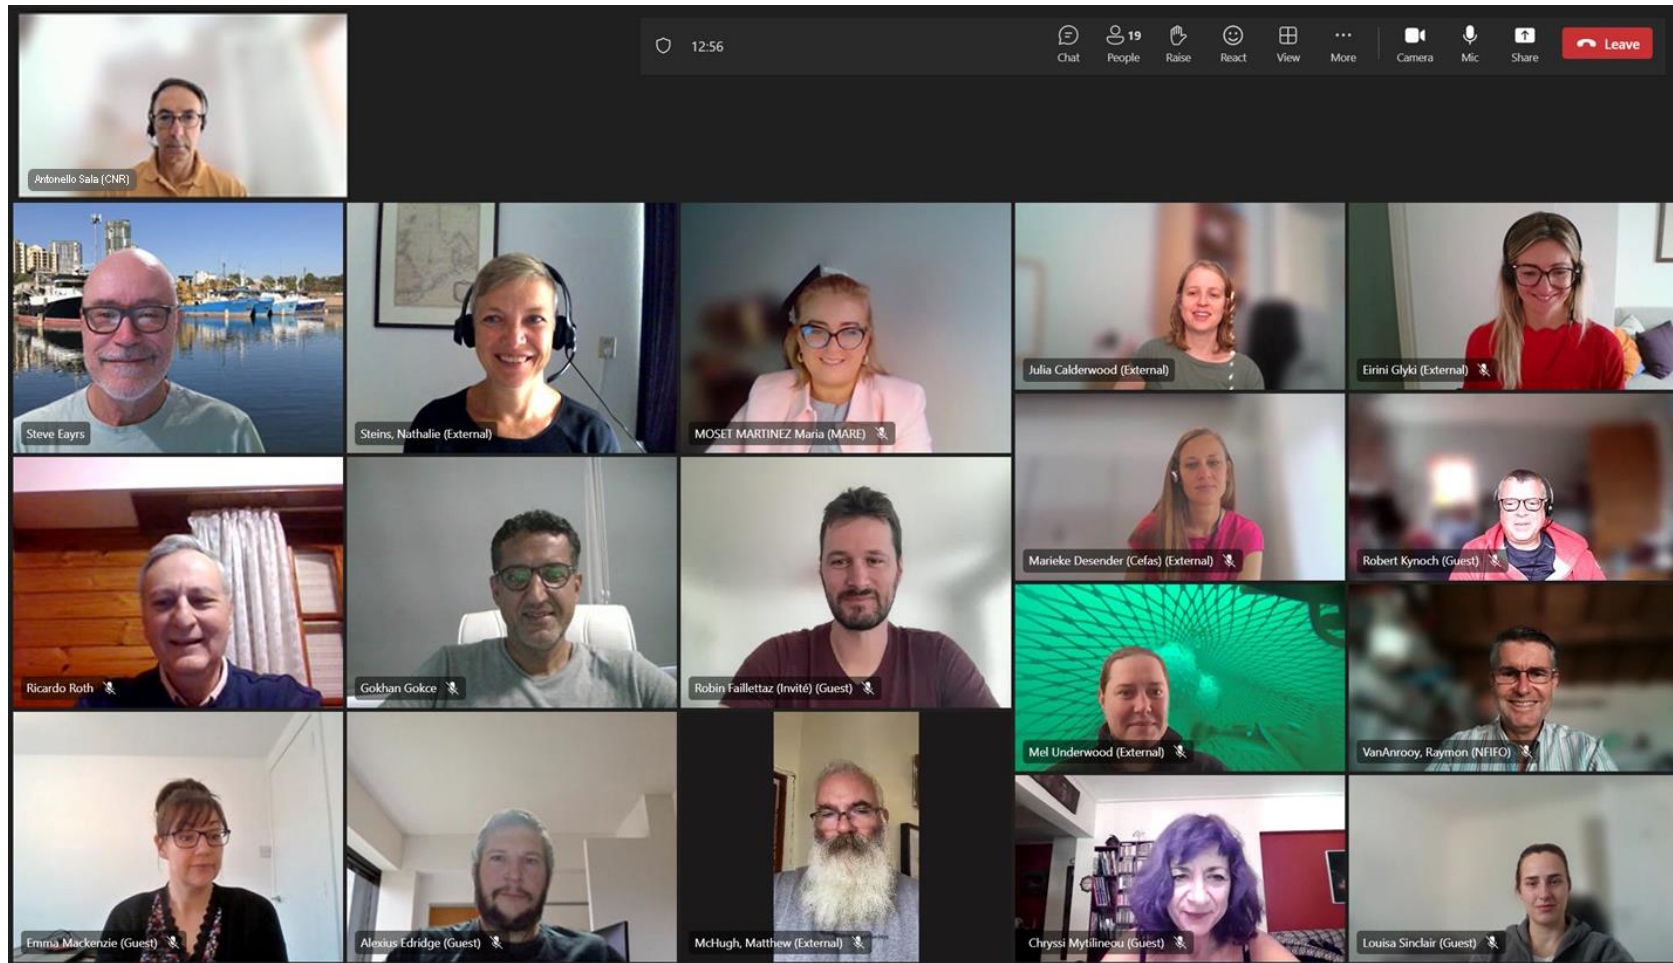 12:56
19
Chat
People
Raise
React
View
More
Camera
Mic
Share
Leave
Antonello Sala (CNR)
Steve Eayrs
Steins, Nathalie (External)
MOSET MARTINEZ Maria (MARE)
Julia Calderwood (External)
Eirini Glyki (External)
Marieke Desender (Cefas) (External)
Robert Kynoch (Guest)
Ricardo Roth
Gokhan Gokce
Robin Faillettaz (Invité) (Guest)
Mel Underwood (External)
VanAnrooy, Raymon (NFIFO)
Emma Mackenzie (Guest)
Alexius Edridge (Guest)
McHugh, Matthew (External)
Chryssi Mytilineou (Guest)
Louisa Sinclair (Guest)